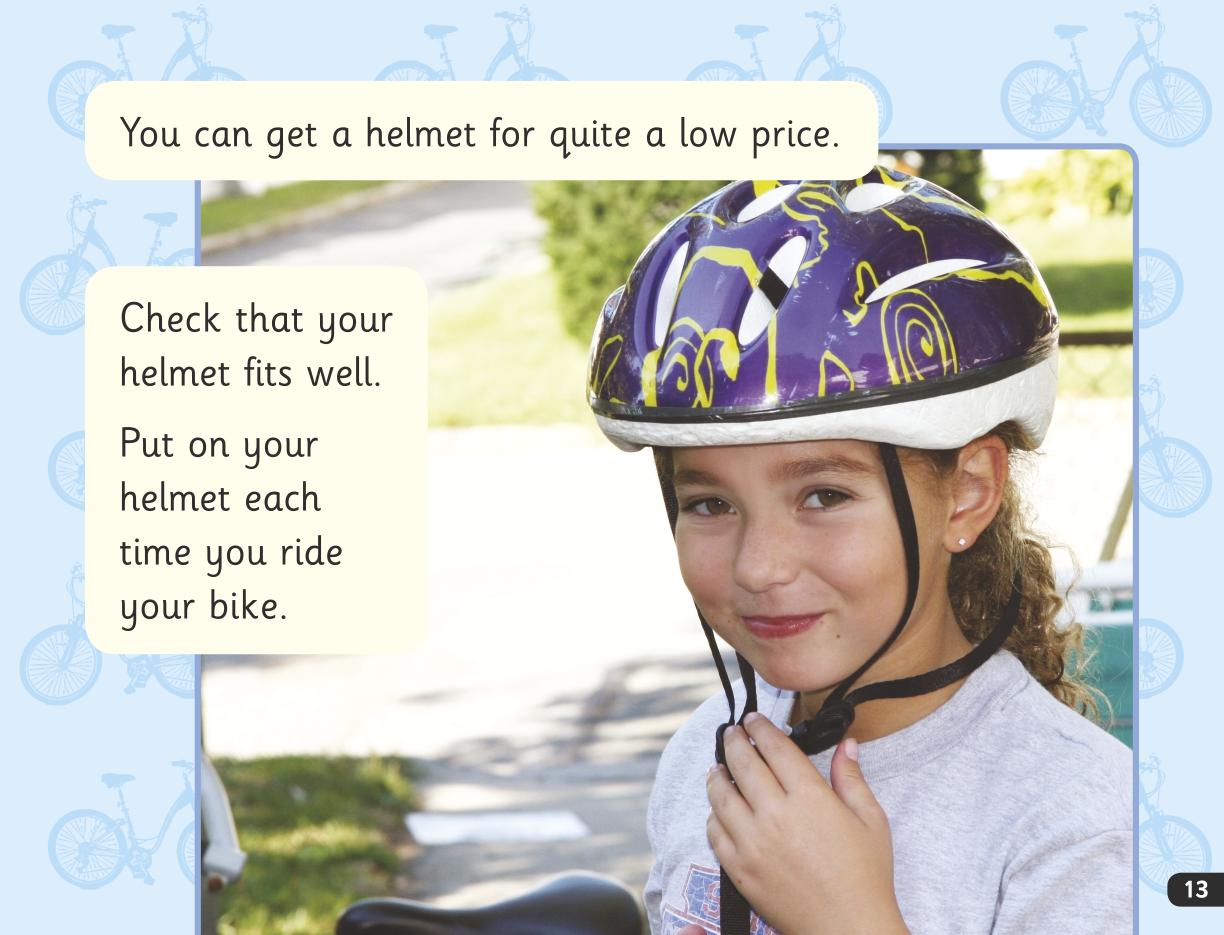 You can get a helmet for quite a low price.
Check that your
helmet fits well.
Put on your
helmet each
time you ride
your bike.
13